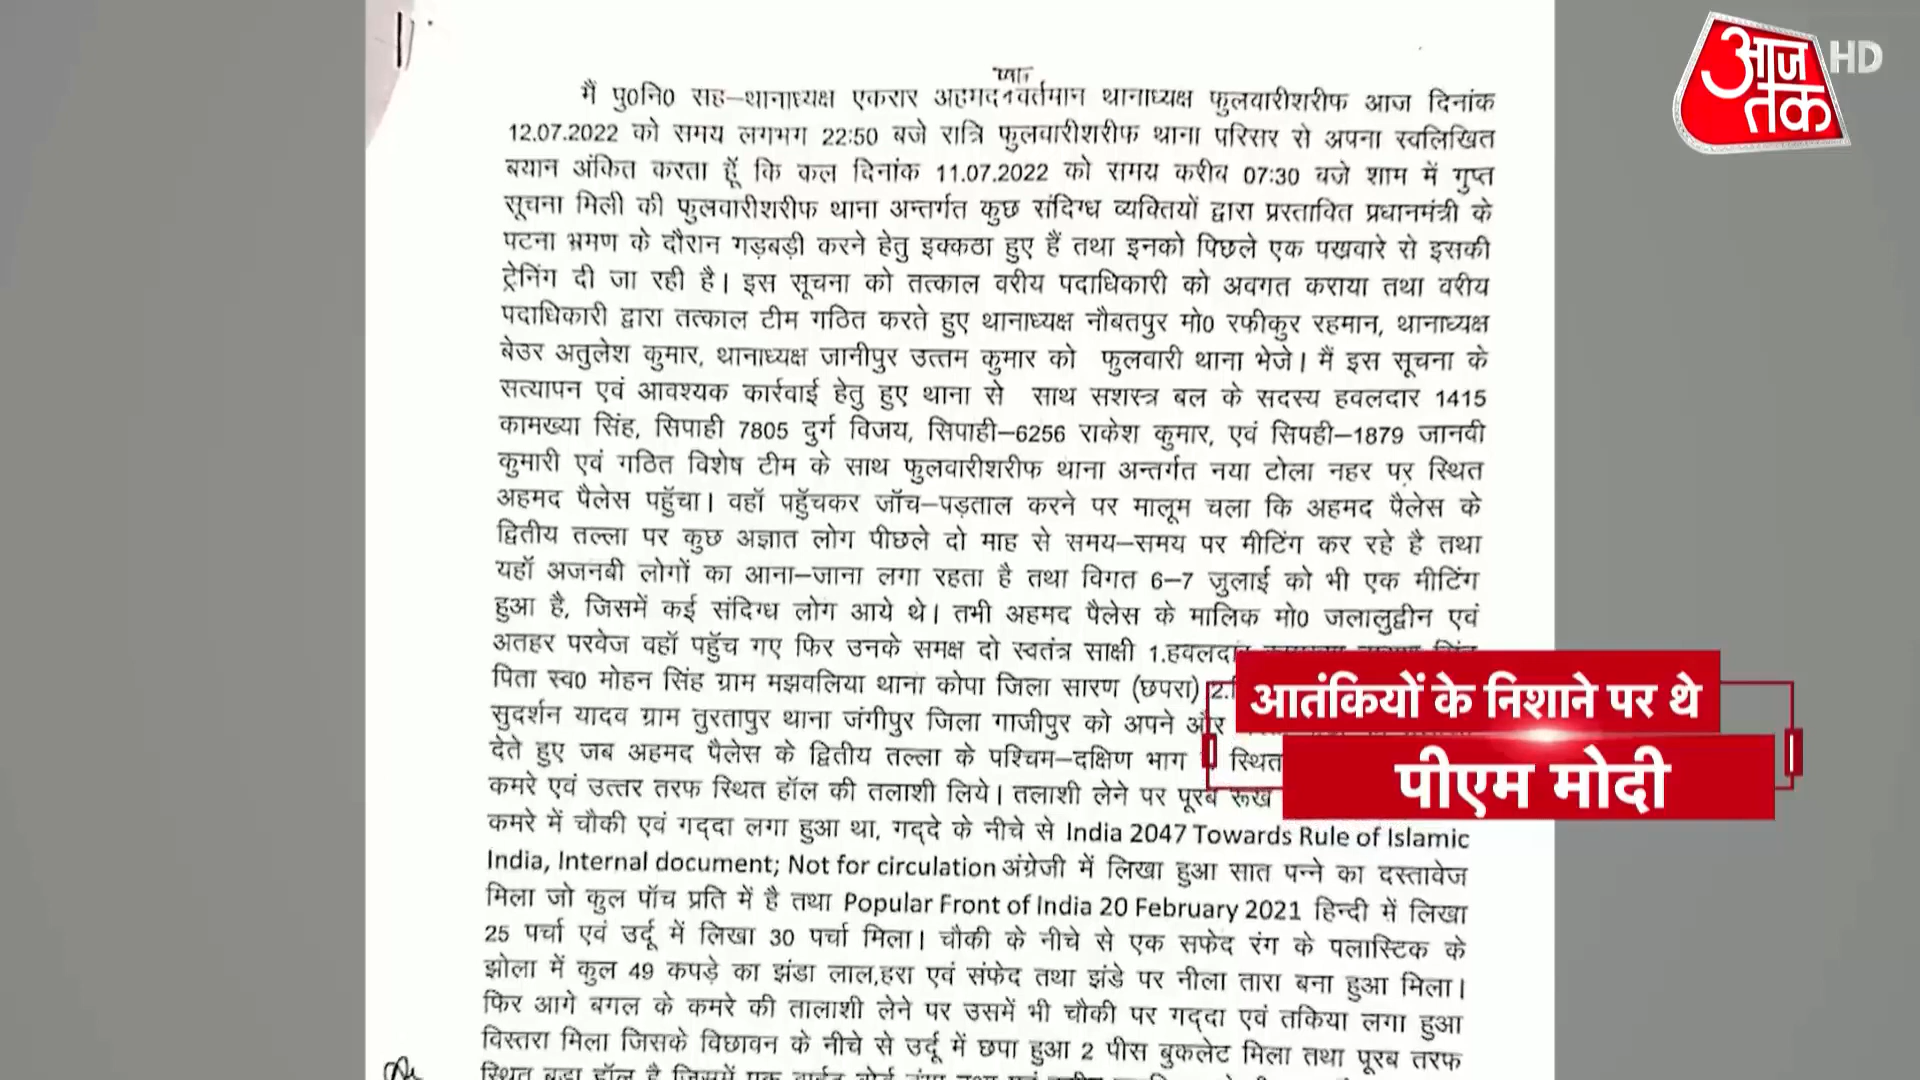 आज तक HD
मैं पु0नि0 सह–थानाध्यक्ष एकरार अहमद वर्तमान थानाध्यक्ष फुलवारीशरीफ आज दिनांक
12.07.2022 को समय लगभग 22:50 बजे रात्रि फुलवारीशरीफ थाना परिसर से अपना स्वलिखित
बयान अंकित करता हूँ कि कल दिनांक 11.07.2022 को समय करीब 07:30 बजे शाम में गुप्त
सूचना मिली की फुलवारीशरीफ थाना अन्तर्गत कुछ संदिग्ध व्यक्तियों द्वारा प्रस्तावित प्रधानमंत्री के
पटना भ्रमण के दौरान गड़बड़ी करने हेतु इक्कठा हुए हैं तथा इनको पिछले एक पखवारे से इसकी
ट्रेनिंग दी जा रही है। इस सूचना को तत्काल वरीय पदाधिकारी को अवगत कराया तथा वरीय
पदाधिकारी द्वारा तत्काल टीम गठित करते हुए थानाध्यक्ष नौबतपुर मो0 रफीकुर रहमान, थानाध्यक्ष
बेउर अतुलेश कुमार, थानाध्यक्ष जानीपुर उत्तम कुमार को फुलवारी थाना भेजे। मैं इस सूचना के
सत्यापन एवं आवश्यक कार्रवाई हेतु हुए थाना से साथ सशस्त्र बल के सदस्य हवलदार 1415
कामख्या सिंह, सिपाही 7805 दुर्ग विजय, सिपाही–6256 राकेश कुमार, एवं सिपही–1879 जानवी
कुमारी एवं गठित विशेष टीम के साथ फुलवारीशरीफ थाना अन्तर्गत नया टोला नहर पर स्थित
अहमद पैलेस पहुँचा। वहाँ पहुँचकर जाँच–पड़ताल करने पर मालूम चला कि अहमद पैलेस के
द्वितीय तल्ला पर कुछ अज्ञात लोग पीछले दो माह से समय–समय पर मीटिंग कर रहे है तथा
यहाँ अजनबी लोगों का आना–जाना लगा रहता है तथा विगत 6–7 जुलाई को भी एक मीटिंग
हुआ है, जिसमें कई संदिग्ध लोग आये थे। तभी अहमद पैलेस के मालिक मो0 जलालुद्वीन एवं
अतहर परवेज वहाँ पहुँच गए फिर उनके समक्ष दो स्वतंत्र साक्षी 1.हवलदार
पिता स्व0 मोहन सिंह ग्राम मझवलिया थाना कोपा जिला सारण (छपरा) 2.
सुदर्शन यादव ग्राम तुरतापुर थाना जंगीपुर जिला गाजीपुर को अपने और
देते हुए जब अहमद पैलेस के द्वितीय तल्ला के पश्चिम–दक्षिण भाग स्थित
कमरे एवं उत्तर तरफ स्थित हॉल की तलाशी लिये। तलाशी लेने पर पूरब रूख
कमरे में चौकी एवं गद्दा लगा हुआ था, गद्दे के नीचे से India 2047 Towards Rule of Islamic
India, Internal document; Not for circulation अंग्रेजी में लिखा हुआ सात पन्ने का दस्तावेज
मिला जो कुल पाँच प्रति में है तथा Popular Front of India 20 February 2021 हिन्दी में लिखा
25 पर्चा एवं उर्दू में लिखा 30 पर्चा मिला। चौकी के नीचे से एक सफेद रंग के पलास्टिक के
झोला में कुल 49 कपड़े का झंडा लाल,हरा एवं संफेद तथा झंडे पर नीला तारा बना हुआ मिला।
फिर आगे बगल के कमरे की तालाशी लेने पर उसमें भी चौकी पर गद्दा एवं तकिया लगा हुआ
विस्तरा मिला जिसके विछावन के नीचे से उर्दू में छपा हुआ 2 पीस बुकलेट मिला तथा पूरब तरफ
आतंकियों के निशाने पर थे
पीएम मोदी